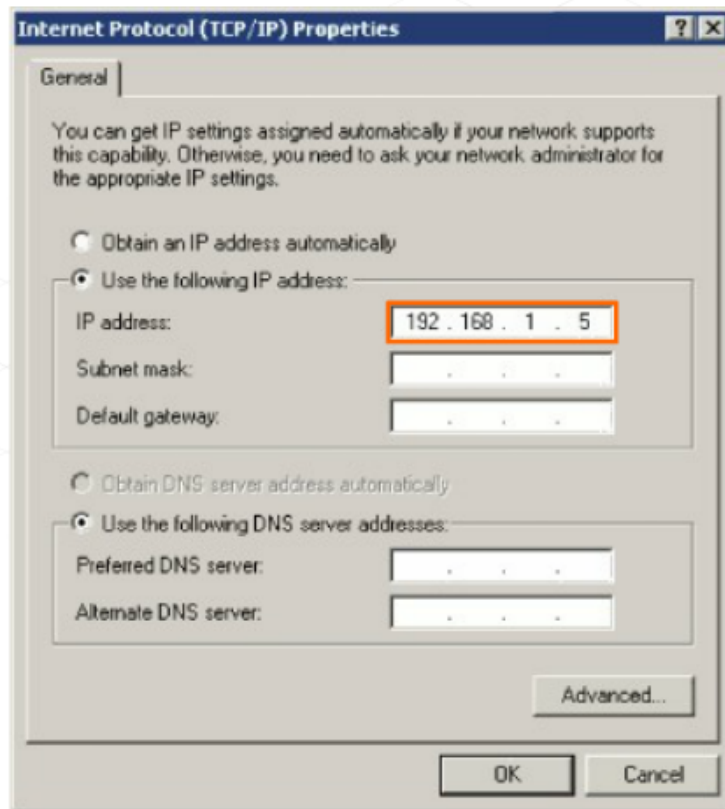 Internet Protocol (TCP/IP) Properties
General
You can get IP settings assigned automatically if your network supports
this capability. Otherwise, you need to ask your network administrator for
the appropriate IP settings.
Obtain an IP address automatically
Use the following IP address:
IP address: 192 . 168 . 1 . 5
Subnet mask: . . .
Default gateway: . . .
Obtain DNS server address automatically
Use the following DNS server addresses:
Preferred DNS server: . . .
Alternate DNS server: . . .
Advanced...
OK Cancel